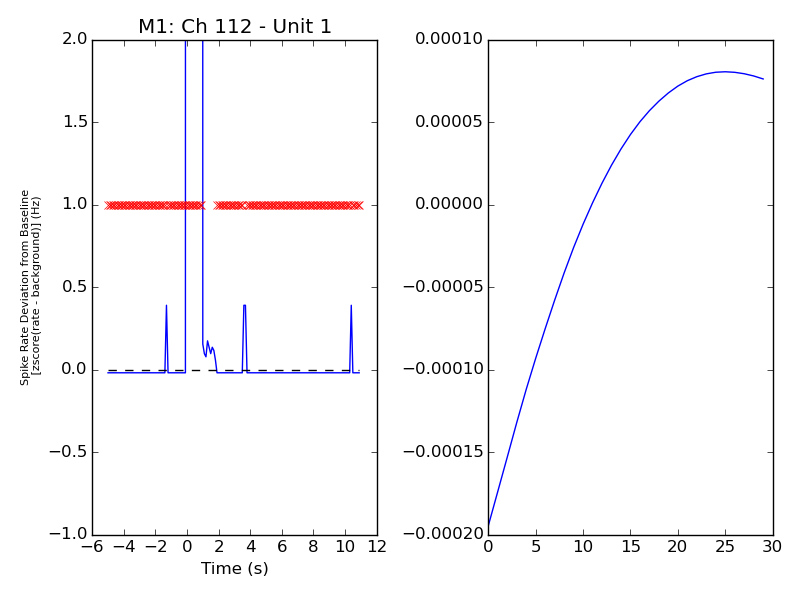 M1: Ch 112 - Unit 1
2.0
1.5
1.0
0.5
0.0
−0.5
−1.0
Spike Rate Deviation from Baseline
[zscore(rate - background)] (Hz)
−6 −4 −2 0 2 4 6 8 10 12
Time (s)
0.00010
0.00005
0.00000
−0.00005
−0.00010
−0.00015
−0.00020
0 5 10 15 20 25 30